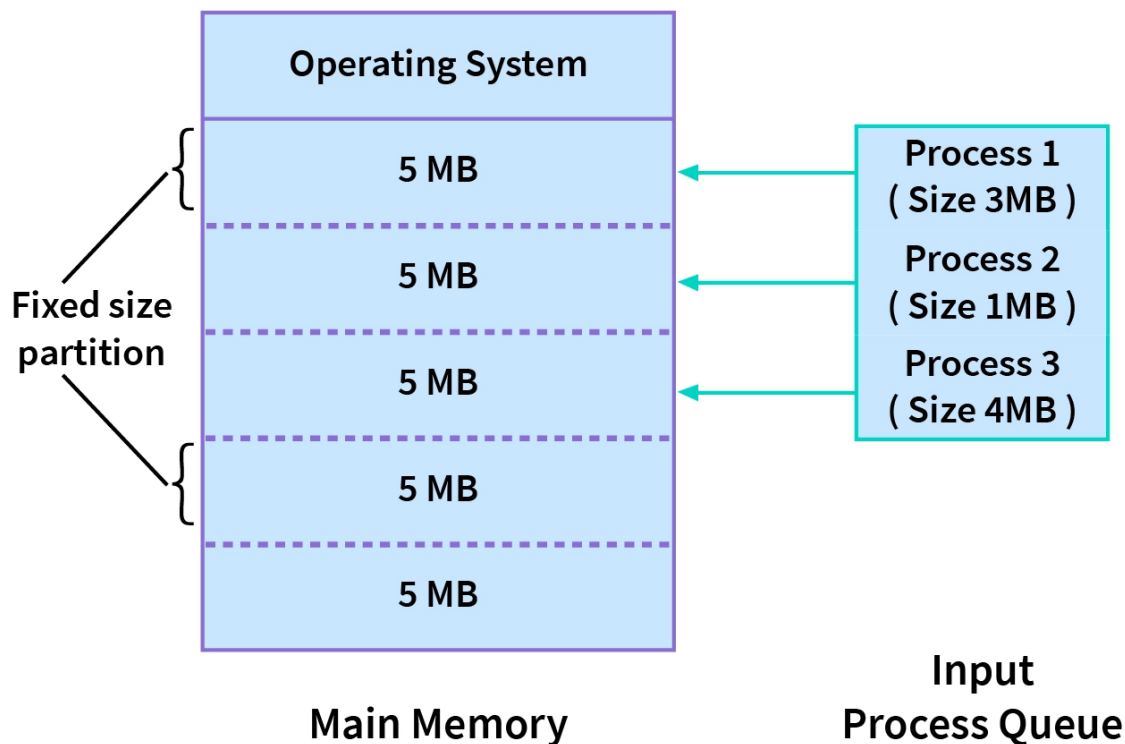 Operating System
5 MB
5 MB
5 MB
5 MB
5 MB
Fixed size
partition
Process 1
( Size 3MB )
Process 2
( Size 1MB )
Process 3
( Size 4MB )
Main Memory
Input
Process Queue